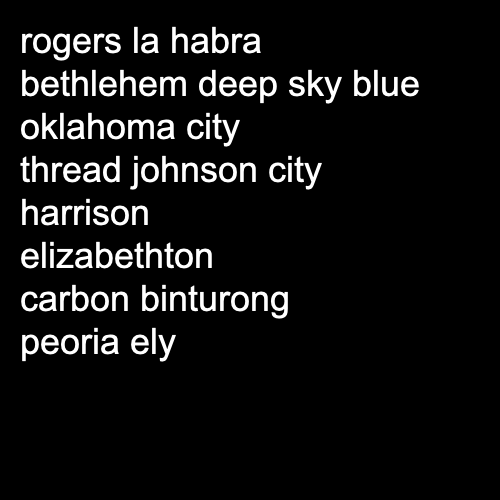 rogers la habra
bethlehem deep sky blue
oklahoma city
thread johnson city
harrison
elizabethton
carbon binturong
peoria ely